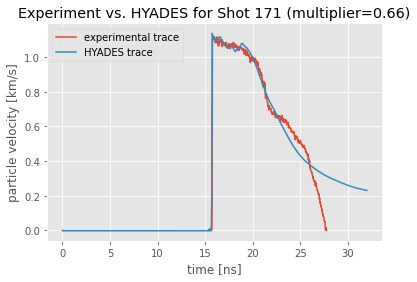 Experiment vs. HYADES for Shot 171 (multiplier=0.66)
experimental trace
HYADES trace
particle velocity [km/s]
1.0
0.8
0.6
0.4
0.2
0.0
0 5 10 15 20 25 30
time [ns]